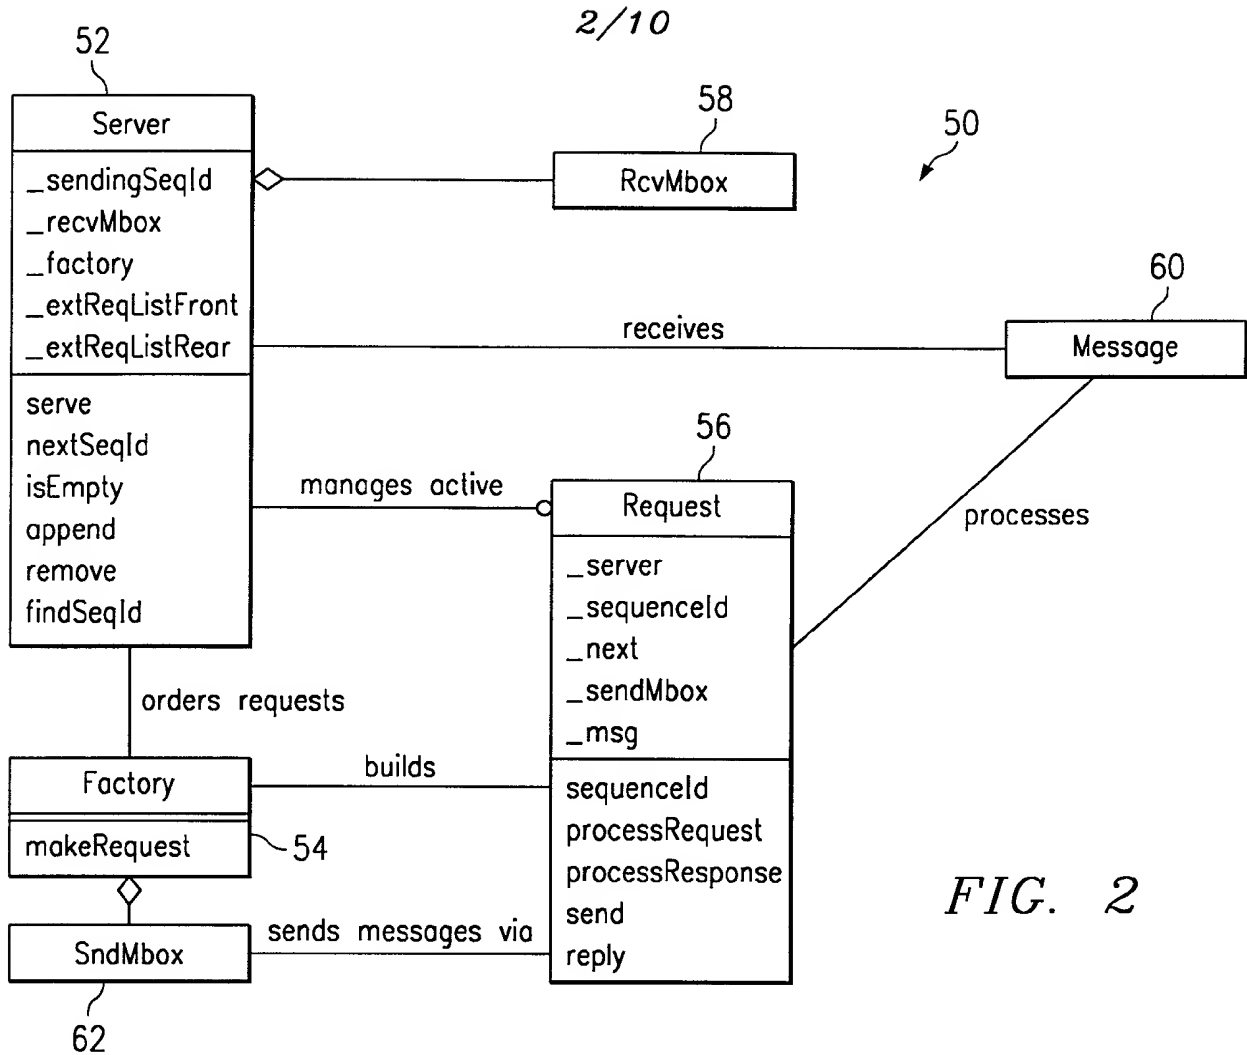 2/10
52
Server
_sendingSeqId
_recvMbox
_factory
_extReqListFront
_extReqListRear
serve
nextSeqId
isEmpty
append
remove
findSeqId
58
RcvMbox
50
60
Message
receives
manages active
56
Request
_server
_sequenceId
_next
_sendMbox
_msg
sequenceId
processRequest
processResponse
send
reply
processes
orders requests
Factory
makeRequest
54
builds
SndMbox
62
sends messages via
FIG. 2